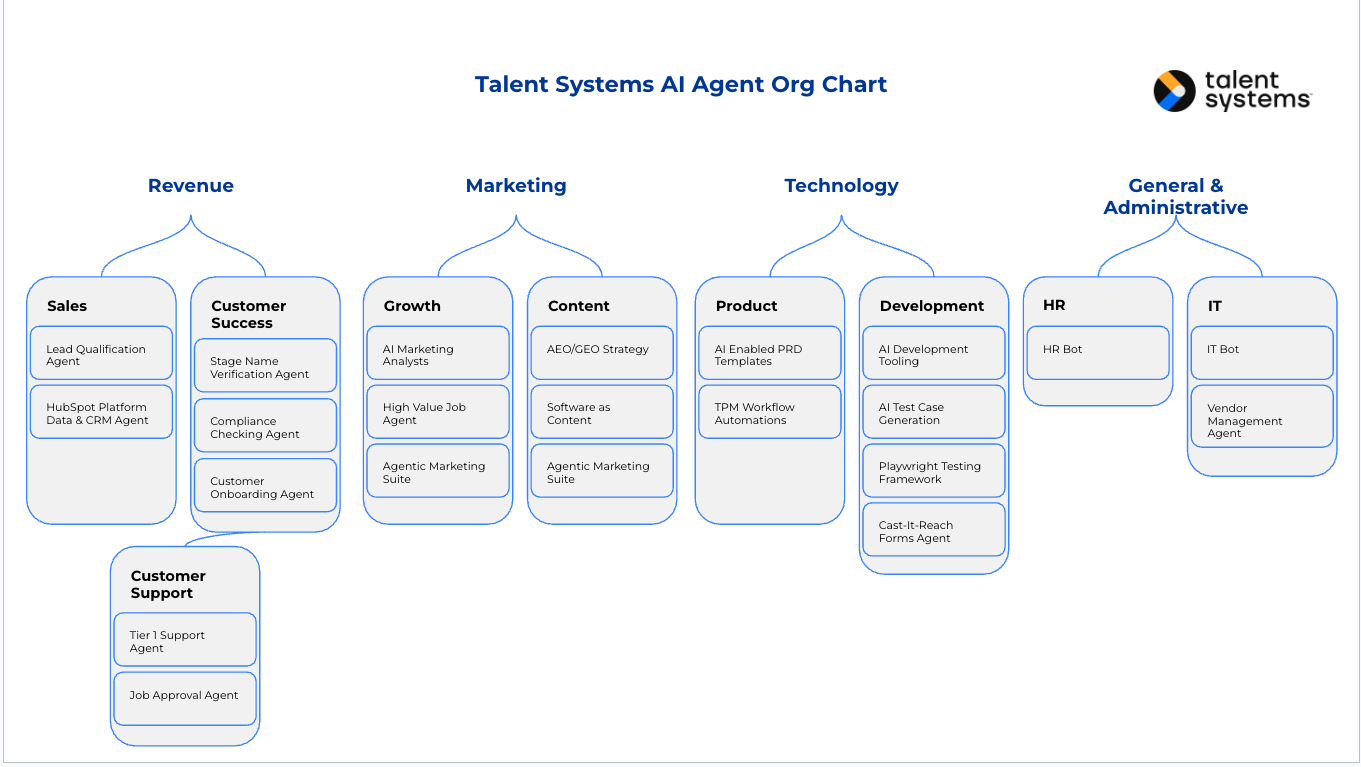 Talent Systems AI Agent Org Chart
talent
systems
Revenue
Marketing
Technology
General &
Administrative
Sales
Lead Qualification
Agent
HubSpot Platform
Data & CRM Agent
Customer
Success
Stage Name
Verification Agent
Compliance
Checking Agent
Customer
Onboarding Agent
Customer
Support
Tier 1 Support
Agent
Job Approval Agent
Growth
AI Marketing
Analysts
High Value Job
Agent
Agentic Marketing
Suite
Content
AEO/GEO Strategy
Software as
Content
Agentic Marketing
Suite
Product
AI Enabled PRD
Templates
TPM Workflow
Automations
Development
AI Development
Tooling
AI Test Case
Generation
Playwright Testing
Framework
Cast-It-Reach
Forms Agent
HR
HR Bot
IT
IT Bot
Vendor
Management
Agent